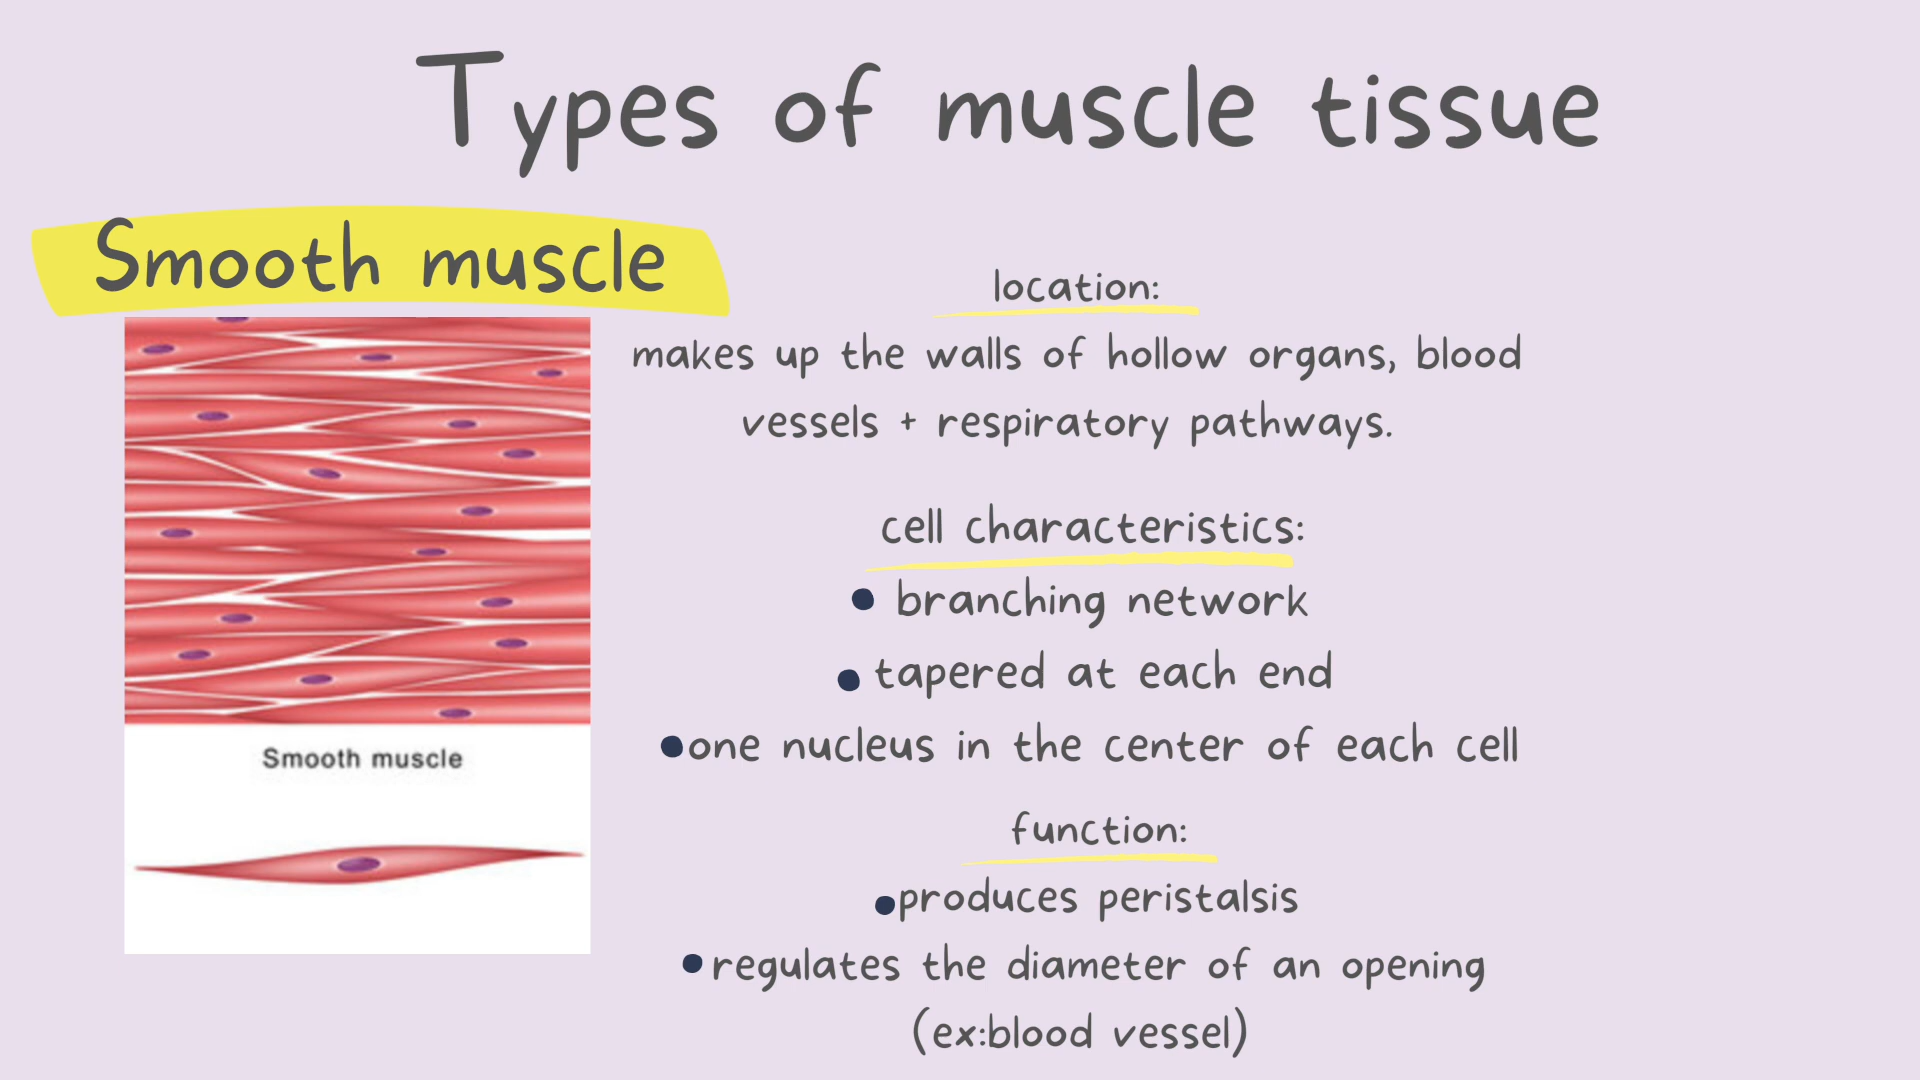 Types of muscle tissue
Smooth muscle
Smooth muscle
location:
makes up the walls of hollow organs, blood
vessels + respiratory pathways.
cell characteristics:
• branching network
• tapered at each end
•one nucleus in the center of each cell
function:
•produces peristalsis
• regulates the diameter of an opening
(ex:blood vessel)